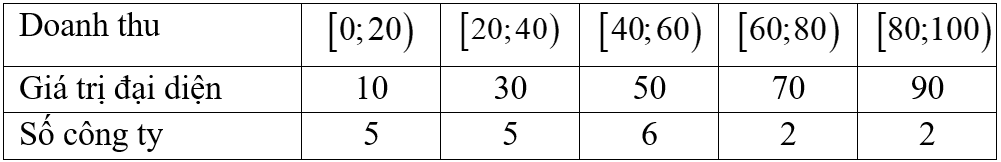 Doanh thu [0;20) [20;40) [40;60) [60;80) [80;100)
Giá trị đại diện 10 30 50 70 90
Số công ty 5 5 6 2 2